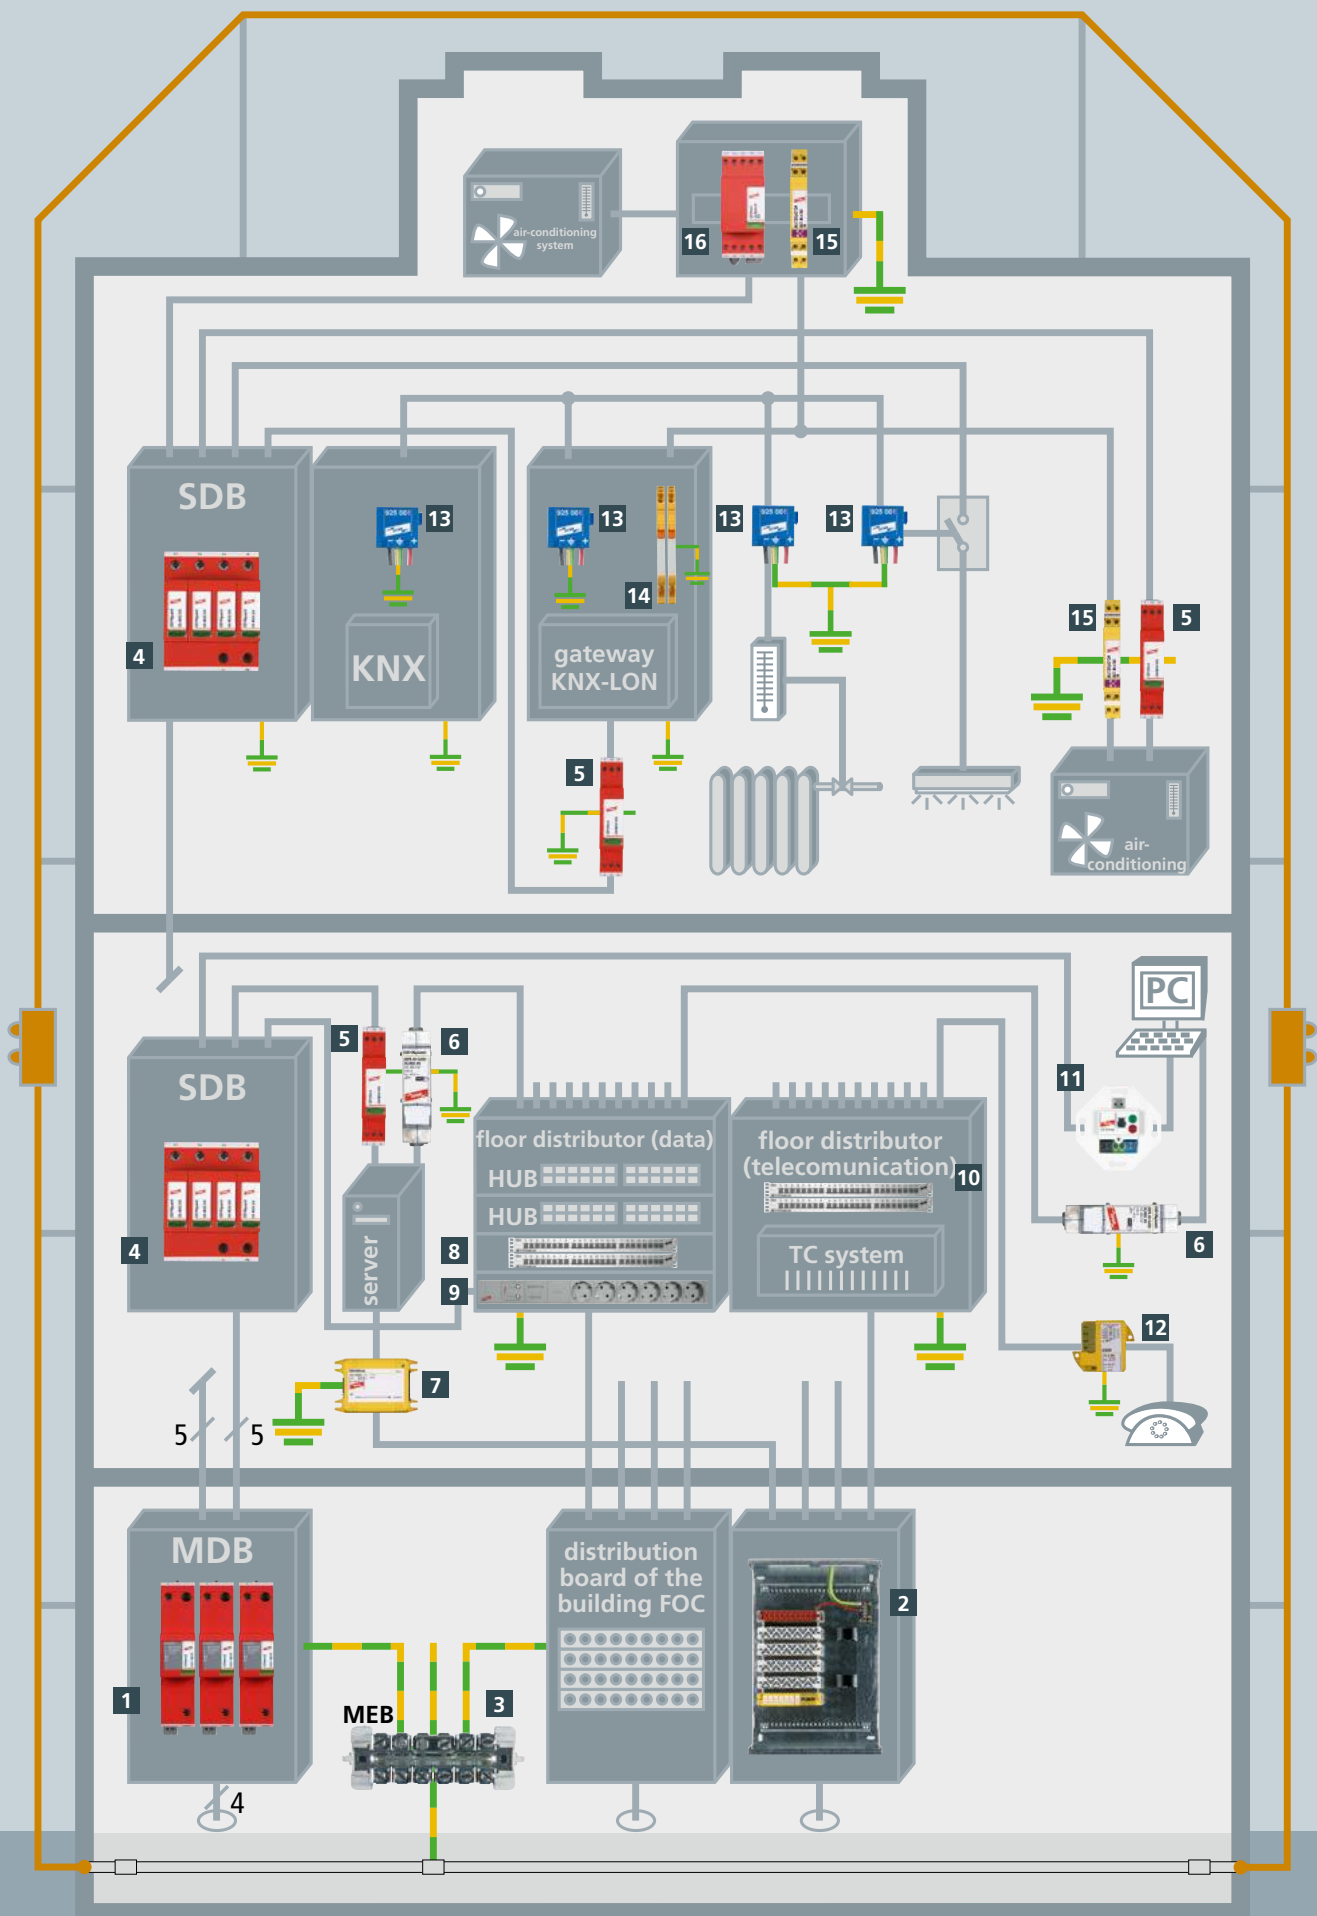 air-conditioning
system
16
15
SDB
4
13
KNX
13
14
gateway
KNX-LON
13
13
15
5
5
air-
conditioning
PC
11
SDB
4
5
6
server
floor distributor (data)
HUB
HUB
8
9
floor distributor
(telecomunication)
10
TC system
6
12
7
5
5
MDB
1
4
MEB
3
distribution
board of the
building FOC
2